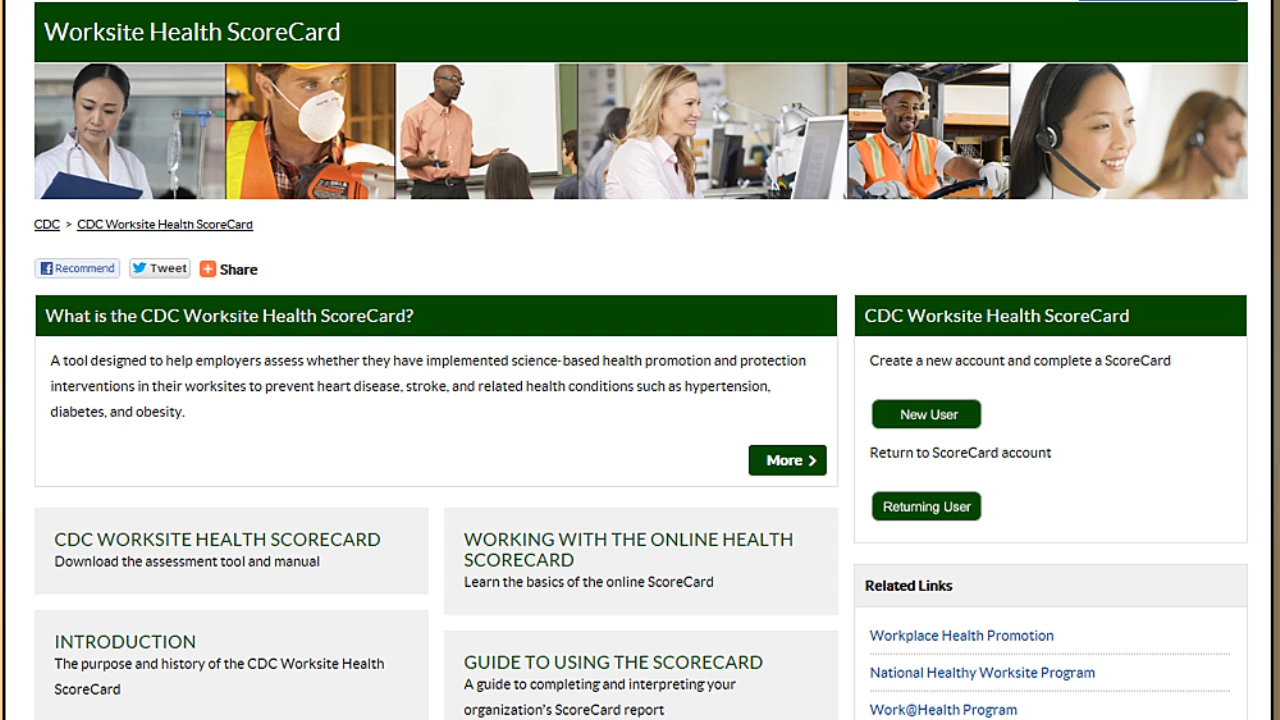 Worksite Health ScoreCard
CDC > CDC Worksite Health ScoreCard
Recommend Tweet Share
What is the CDC Worksite Health ScoreCard?
A tool designed to help employers assess whether they have implemented science-based health promotion and protection
interventions in their worksites to prevent heart disease, stroke, and related health conditions such as hypertension,
diabetes, and obesity.
More >
CDC WORKSITE HEALTH SCORECARD
Download the assessment tool and manual
INTRODUCTION
The purpose and history of the CDC Worksite Health
ScoreCard
WORKING WITH THE ONLINE HEALTH
SCORECARD
Learn the basics of the online ScoreCard
GUIDE TO USING THE SCORECARD
A guide to completing and interpreting your
organization's ScoreCard report
CDC Worksite Health ScoreCard
Create a new account and complete a ScoreCard
New User
Return to ScoreCard account
Returning User
Related Links
Workplace Health Promotion
National Healthy Worksite Program
Work@Health Program